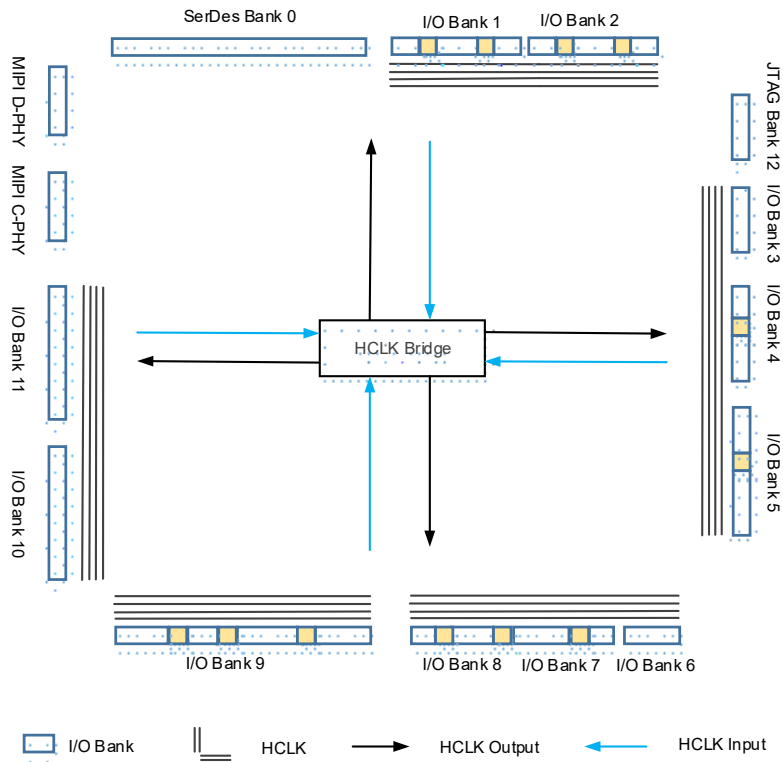 SerDes Bank 0
I/O Bank 1
I/O Bank 2
MIPI D-PHY
MIPI C-PHY
I/O Bank 11
I/O Bank 10
JTAG Bank 12
I/O Bank 3
I/O Bank 4
I/O Bank 5
HCLK Bridge
I/O Bank 9
I/O Bank 8
I/O Bank 7
I/O Bank 6
I/O Bank
HCLK
HCLK Output
HCLK Input